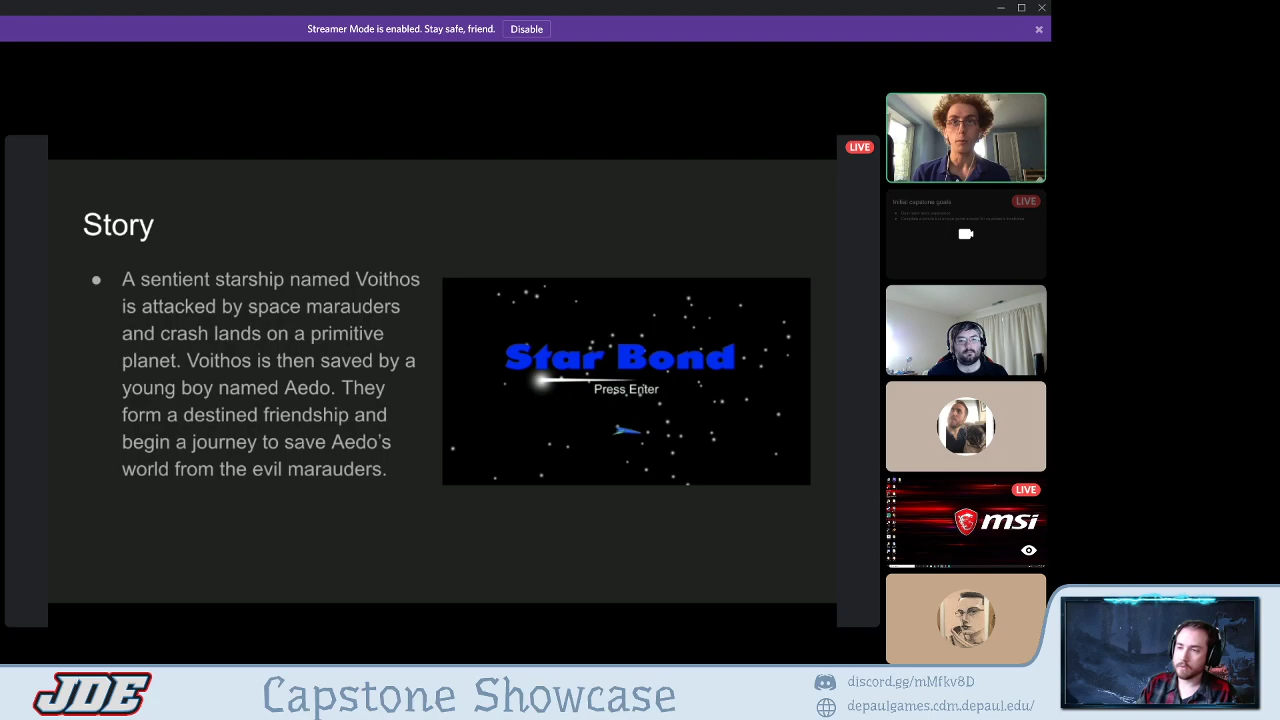 Streamer Mode is enabled. Stay safe, friend.
Disable
LIVE
Story
● A sentient starship named Voithos
is attacked by space marauders
and crash lands on a primitive
planet. Voithos is then saved by a
young boy named Aedo. They
form a destined friendship and
begin a journey to save Aedo's
world from the evil marauders.
Star Bond
Press Enter
Initial capstone goals
LIVE
LIVE
msi
JDE
Capstone Showcase
discord.gg/mMfkv8D
depaulgames.cdm.depaul.edu/